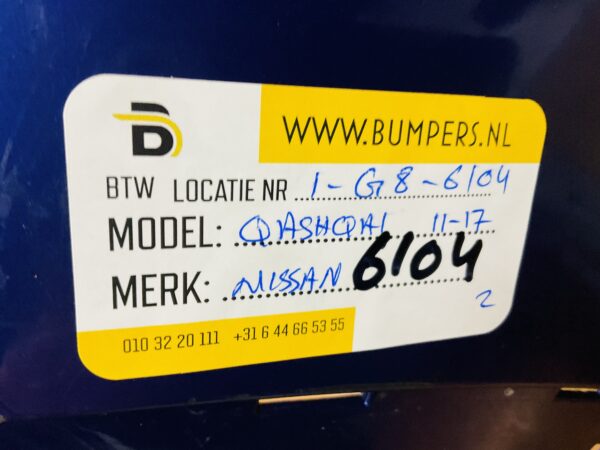 B
WWW.BUMPERS.NL
BTW LOCATIE NR 1-G8-6104
MODEL: QASHQAI 11-17
MERK: NISSAN 6104
2
010 32 20 111 +31 6 44 66 53 55